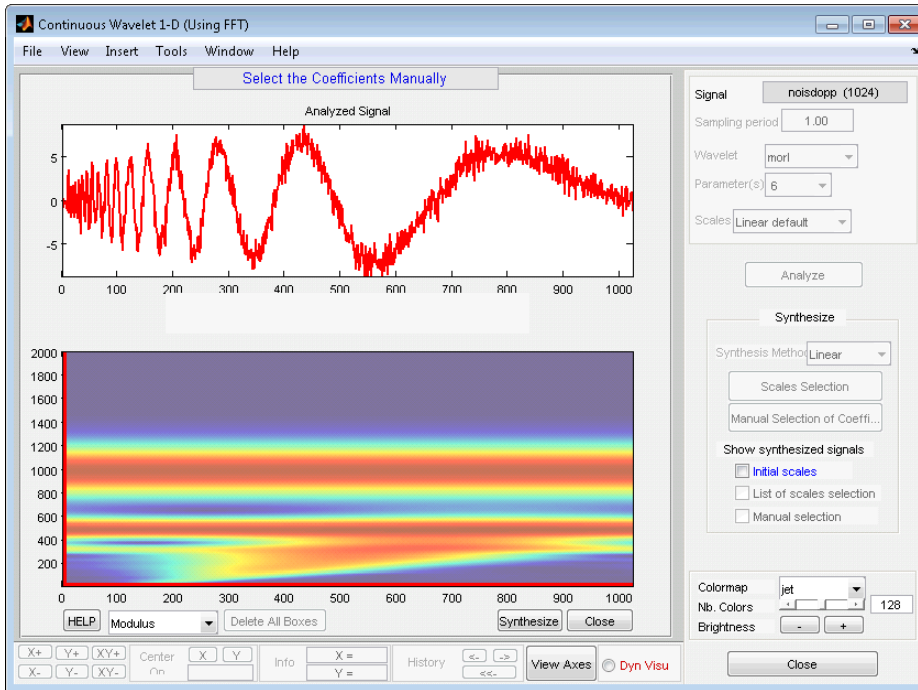 Continuous Wavelet 1-D (Using FFT)
File View Insert Tools Window Help
Select the Coefficients Manually
Analyzed Signal
5
0
-5
0 100 200 300 400 500 600 700 800 900 1000
2000
1800
1600
1400
1200
1000
800
600
400
200
0 100 200 300 400 500 600 700 800 900 1000
HELP Modulus Delete All Boxes Synthesize Close
X+ Y+ XY+
X- Y- XY-
Center
On
X Y
Info
X =
Y =
History
<- ->
<<-
View Axes
Dyn Visu
Signal noisdopp (1024)
Sampling period 1.00
Wavelet morl
Parameter(s) 6
Scales Linear default
Analyze
Synthesize
Synthesis Method Linear
Scales Selection
Manual Selection of Coeffi...
Show synthesized signals
Initial scales
List of scales selection
Manual selection
Colormap jet
Nb. Colors 128
Brightness - +
Close